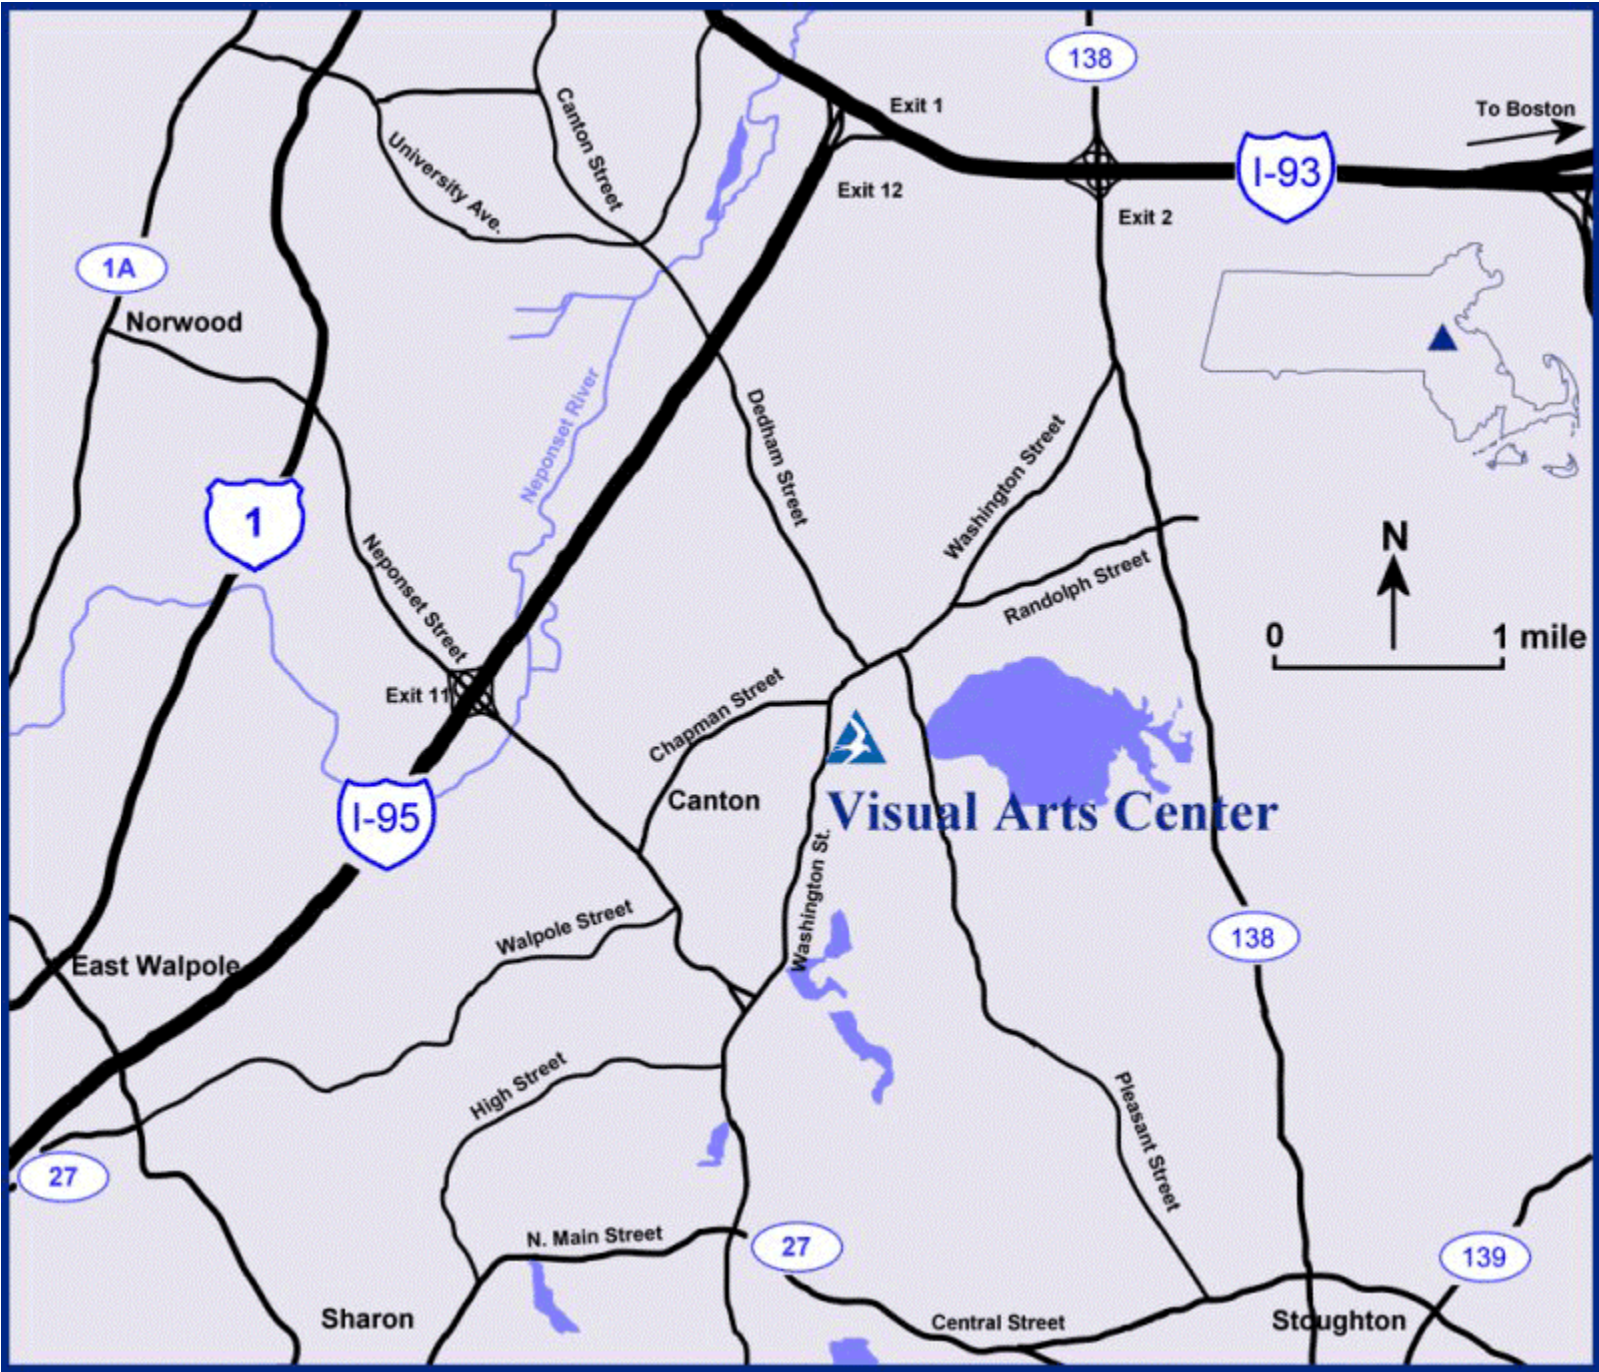 138
Exit 1
To Boston
Canton Street
University Ave.
I-93
Exit 12
Exit 2
1A
Norwood
Neponset River
Dedham Street
Washington Street
1
N
Neponset Street
Randolph Street
0 1 mile
Exit 11
Chapman Street
Canton
I-95
Visual Arts Center
Washington St.
Walpole Street
138
East Walpole
High Street
Pleasant Street
27
N. Main Street
27
139
Sharon
Central Street
Stoughton